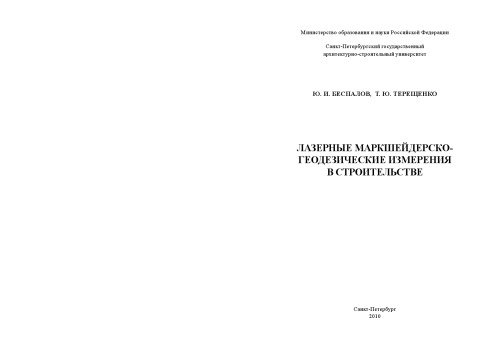 Министерство образования и науки Российской Федерации
Санкт-Петербургский государственный
архитектурно-строительный университет
Ю. И. БЕСПАЛОВ, Т. Ю. ТЕРЕЩЕНКО
ЛАЗЕРНЫЕ МАРКШЕЙДЕРСКО-
ГЕОДЕЗИЧЕСКИЕ ИЗМЕРЕНИЯ
В СТРОИТЕЛЬСТВЕ
Санкт-Петербург
2010